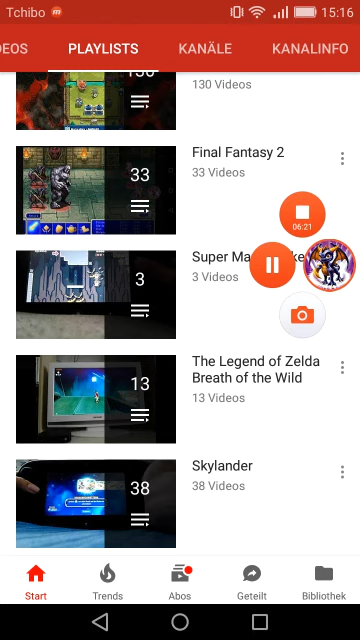 Tchibo
15:16
DEOS PLAYLISTS KANÄLE KANALINFO
130
130 Videos
33
Final Fantasy 2
33 Videos
06:21
3
Super Ma
3 Videos
13
The Legend of Zelda
Breath of the Wild
13 Videos
38
Skylander
38 Videos
Start Trends Abos Geteilt Bibliothek